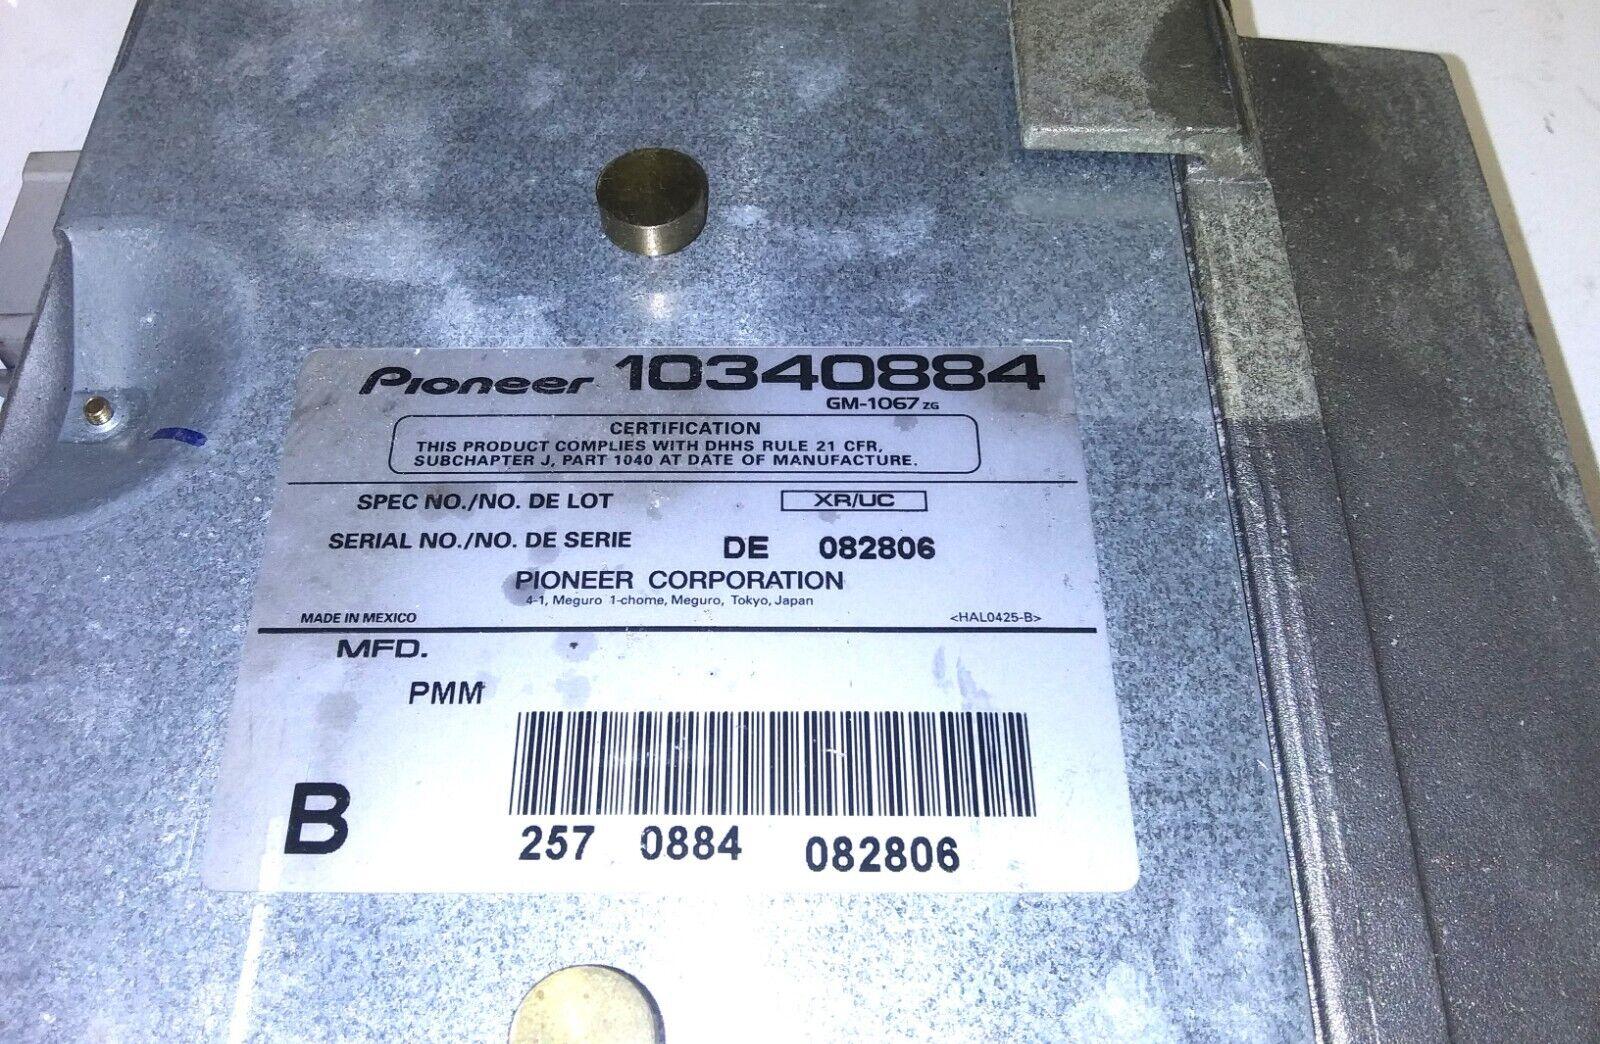 Pioneer 10340884
GM-1067 ZG
CERTIFICATION
THIS PRODUCT COMPLIES WITH DHHS RULE 21 CFR,
SUBCHAPTER J, PART 1040 AT DATE OF MANUFACTURE.
SPEC NO./NO. DE LOT XR/UC
SERIAL NO./NO. DE SERIE DE 082806
PIONEER CORPORATION
4-1, Meguro 1-chome, Meguro, Tokyo, Japan
MADE IN MEXICO <HAL0425-B>
MFD.
PMM
B
257 0884 082806